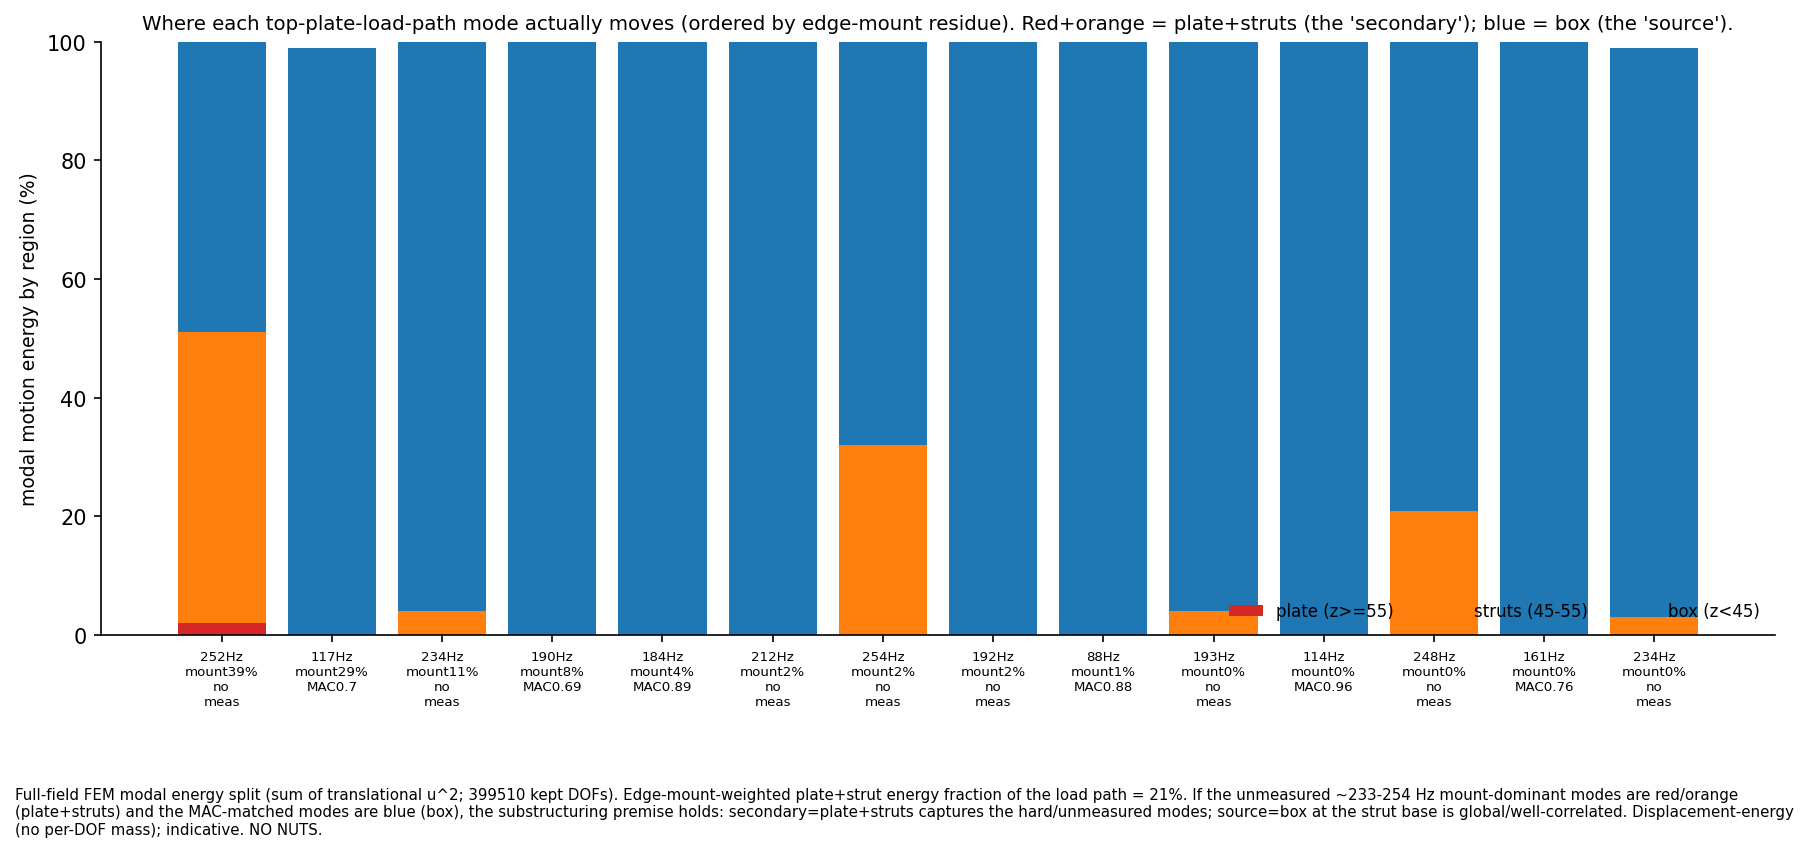 Where each top-plate-load-path mode actually moves (ordered by edge-mount residue). Red+orange = plate+struts (the 'secondary'); blue = box (the 'source').
modal motion energy by region (%)
100
80
60
40
20
0
plate (z>=55) struts (45-55) box (z<45)
252Hz 117Hz 234Hz 190Hz 184Hz 212Hz 254Hz 192Hz 88Hz 193Hz 114Hz 248Hz 161Hz 234Hz
mount39% mount29% mount11% mount8% mount4% mount2% mount2% mount2% mount1% mount0% mount0% mount0% mount0% mount0%
no MAC0.7 no MAC0.69 MAC0.89 no no no MAC0.88 no MAC0.96 no MAC0.76 no
meas meas meas meas meas meas meas meas
Full-field FEM modal energy split (sum of translational u^2; 399510 kept DOFs). Edge-mount-weighted plate+strut energy fraction of the load path = 21%. If the unmeasured ~233-254 Hz mount-dominant modes are red/orange
(plate+struts) and the MAC-matched modes are blue (box), the substructuring premise holds: secondary=plate+struts captures the hard/unmeasured modes; source=box at the strut base is global/well-correlated. Displacement-energy
(no per-DOF mass); indicative. NO NUTS.